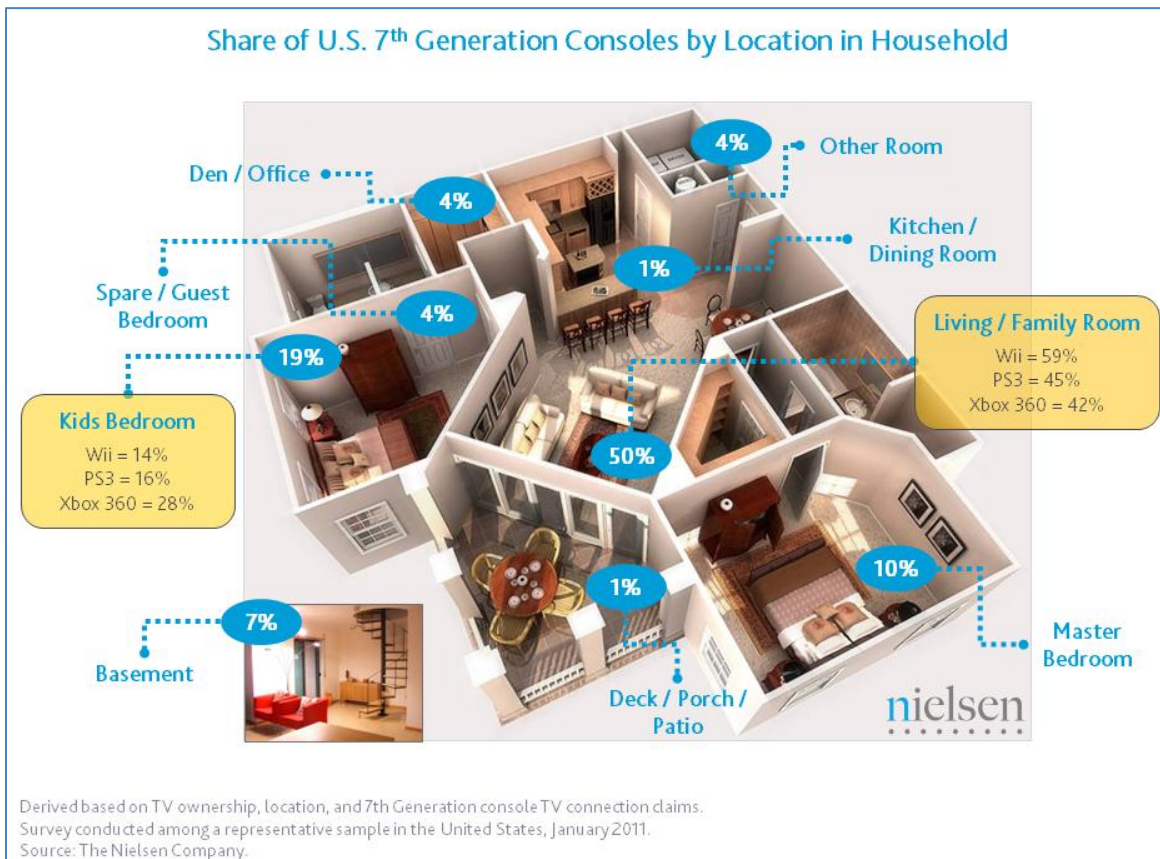 Share of U.S. 7th Generation Consoles by Location in Household
4%
Other Room
Den / Office
4%
Kitchen /
Dining Room
1%
Spare / Guest
Bedroom
4%
19%
Living / Family Room
Wii = 59%
PS3 = 45%
Xbox 360 = 42%
Kids Bedroom
Wii = 14%
PS3 = 16%
Xbox 360 = 28%
50%
10%
1%
7%
Basement
Master
Bedroom
Deck / Porch /
Patio
nielsen
Derived based on TV ownership, location, and 7th Generation console TV connection claims.
Survey conducted among a representative sample in the United States, January 2011.
Source: The Nielsen Company.